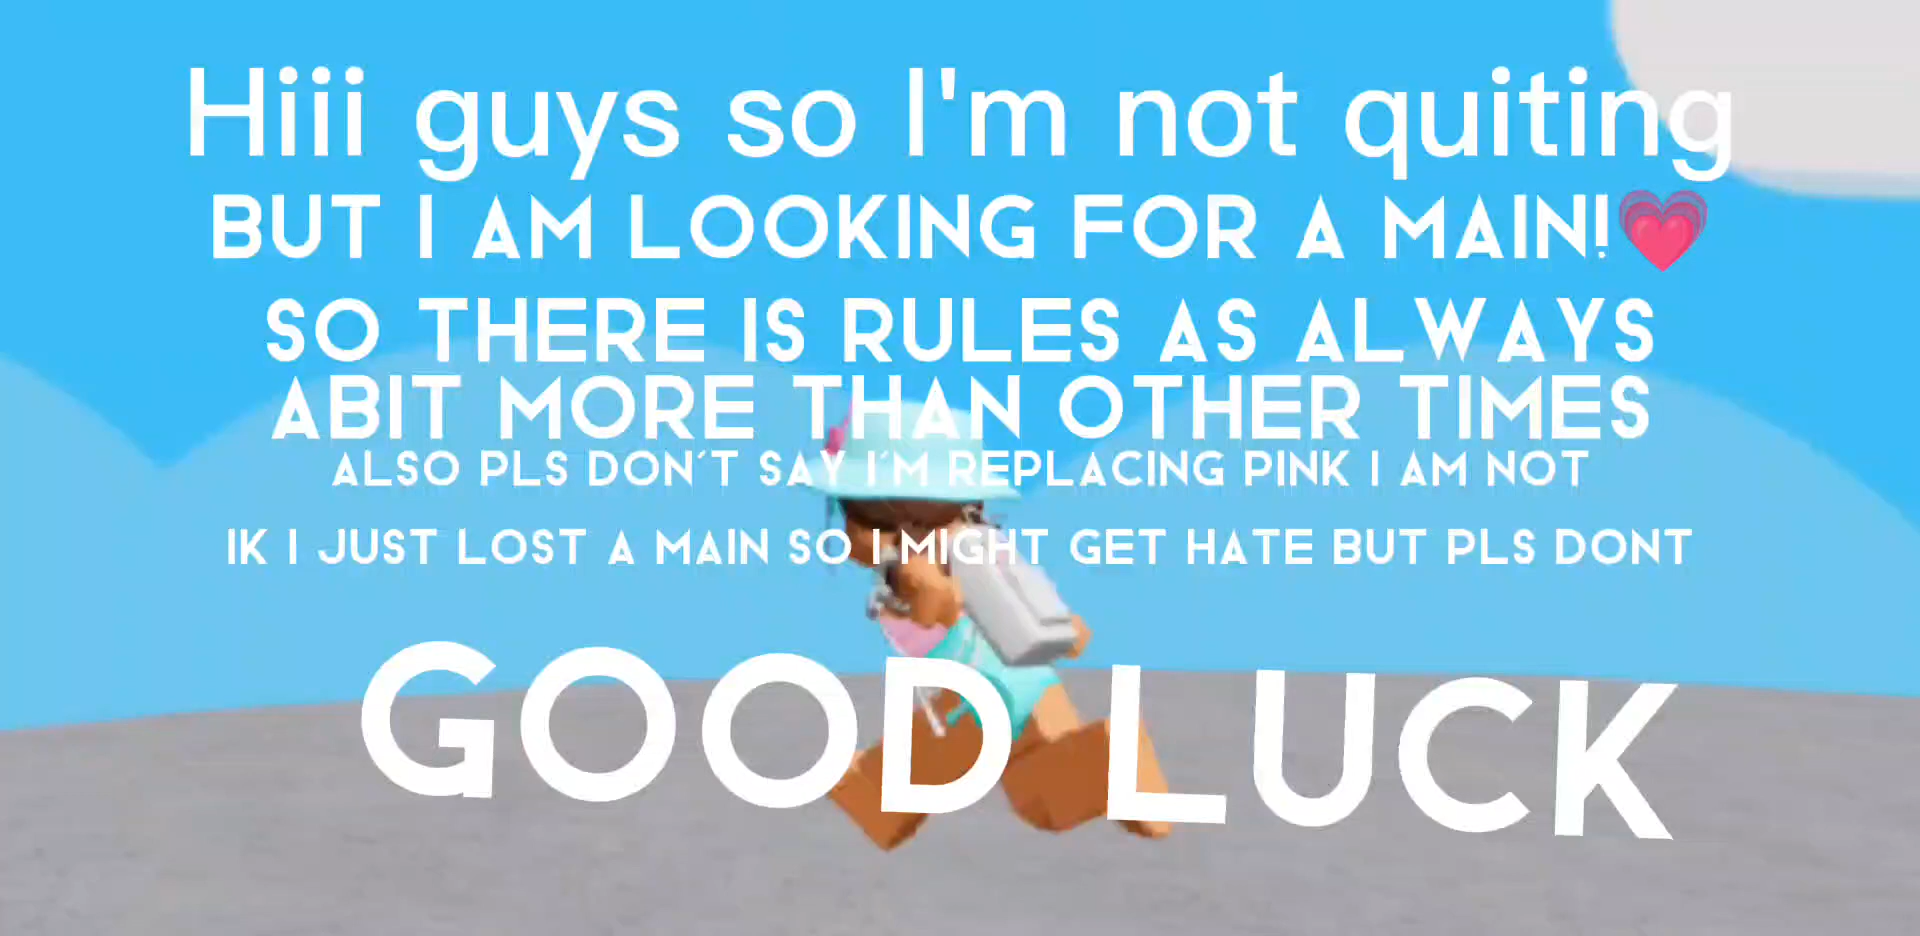 Hiii guys so I'm not quiting
BUT I AM LOOKING FOR A MAIN!💗
SO THERE IS RULES AS ALWAYS
ABIT MORE THAN OTHER TIMES
ALSO PLS DON'T SAY I'M REPLACING PINK I AM NOT
IK I JUST LOST A MAIN SO I MIGHT GET HATE BUT PLS DONT
GOOD LUCK